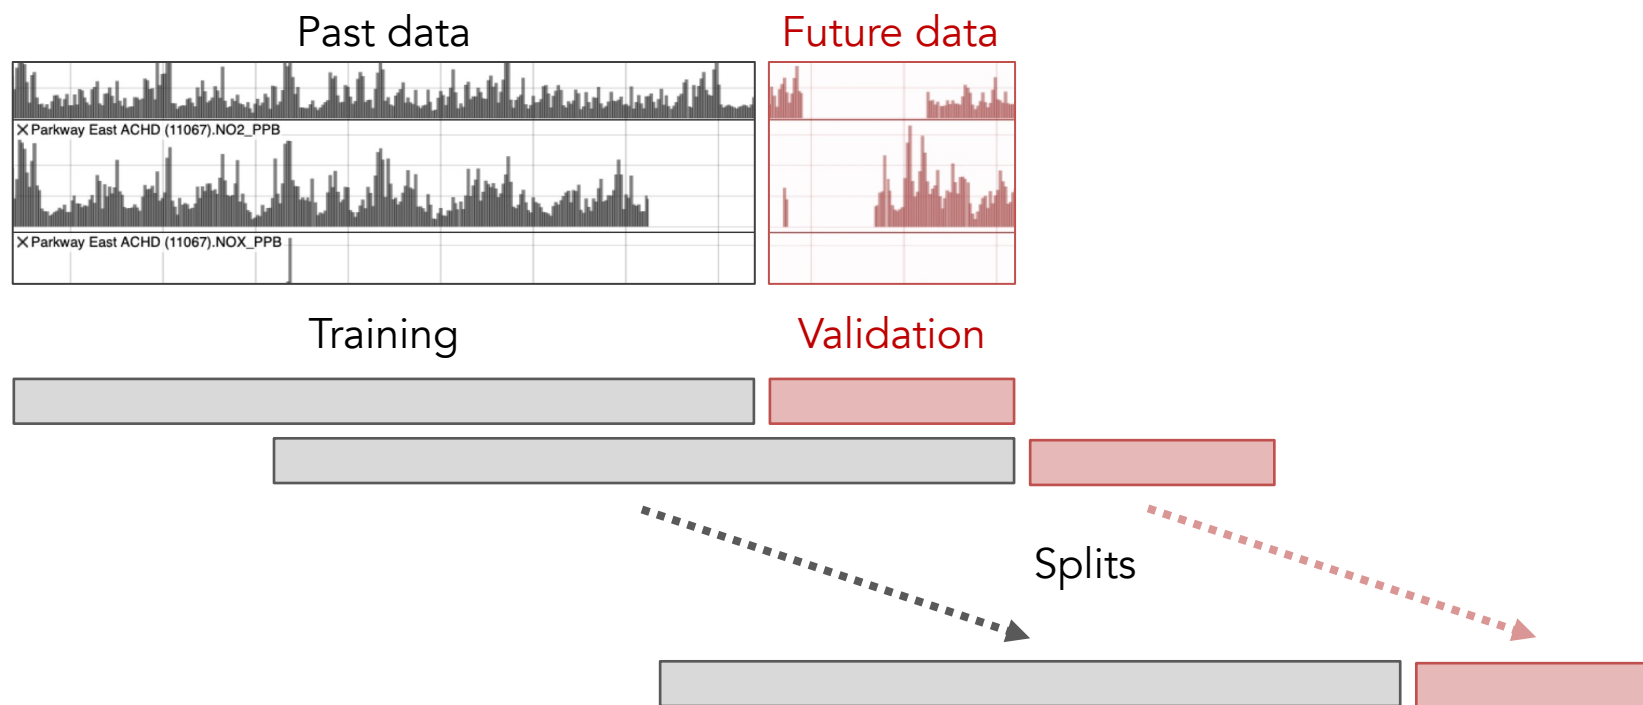 Past data
Future data
✕ Parkway East ACHD (11067).NO2_PPB
✕ Parkway East ACHD (11067).NOX_PPB
Training
Validation
Splits